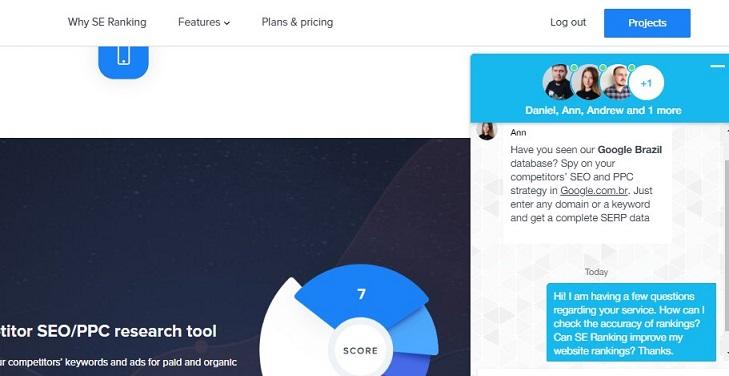 Why SE Ranking
Features
Plans & pricing
Log out
Projects
+1
Daniel, Ann, Andrew and 1 more
Ann
Have you seen our Google Brazil
database? Spy on your
competitors' SEO and PPC
strategy in Google.com.br. Just
enter any domain or a keyword
and get a complete SERP data
Today
Hi! I am having a few questions
regarding your service. How can I
check the accuracy of rankings?
Can SE Ranking improve my
website rankings? Thanks.
7
SCORE
titor SEO/PPC research tool
ur competitors' keywords and ads for paid and organic